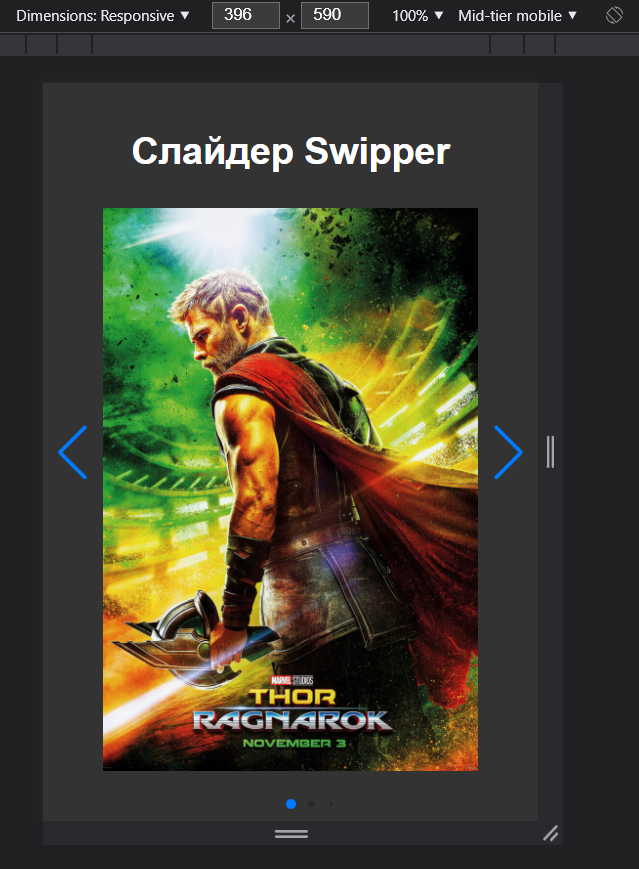 Dimensions: Responsive ▼ 396 × 590 100% ▼ Mid-tier mobile ▼
Слайдер Swipper
MARVEL STUDIOS
THOR
RAGNAROK
NOVEMBER 3